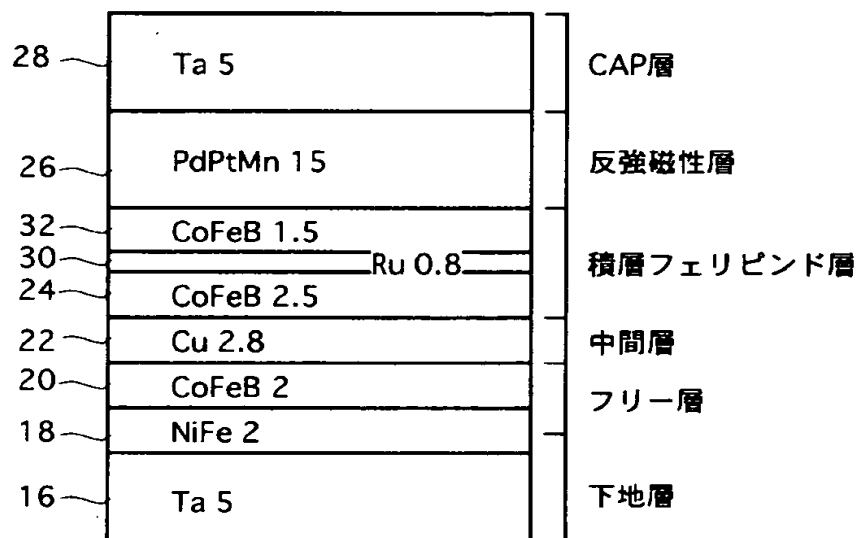 28 Ta 5 CAP層
26 PdPtMn 15 反強磁性層
32 CoFeB 1.5
30 Ru 0.8 積層フェリピンド層
24 CoFeB 2.5
22 Cu 2.8 中間層
20 CoFeB 2 フリー層
18 NiFe 2
16 Ta 5 下地層